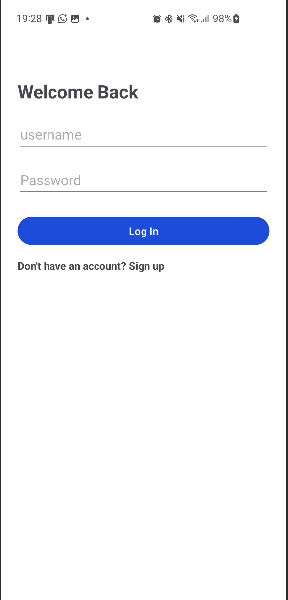 19:28 98%
Welcome Back
username
Password
Log In
Don't have an account? Sign up